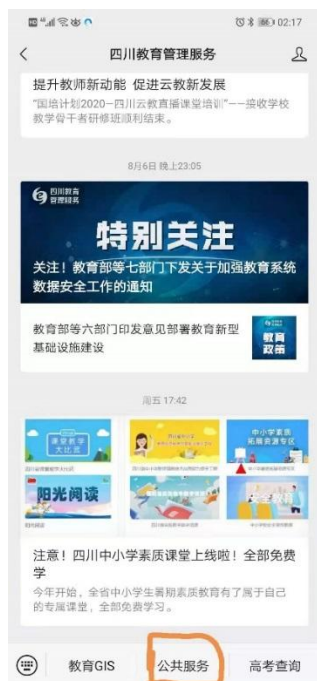 02:17
四川教育管理服务
提升教师新动能 促进云教新发展
"国培计划2020—四川云教直播课堂培训"——接收学校
教学骨干者研修班顺利结束。
8月6日 晚上23:05
四川教育
管理服务
特别关注
关注！教育部等七部门下发关于加强教育系统
数据安全工作的通知
教育部等六部门印发意见部署教育新型
基础设施建设
教育
政策
周五 17:42
课堂教学
大比武
中小学素质
拓展资源专区
阳光阅读
安全教育
阳光阅读
注意！四川中小学素质课堂上线啦！全部免费
学
今年开始，全省中小学生暑期素质教育有了属于自己
的专属课堂，全部免费学习。
教育GIS
公共服务
高考查询